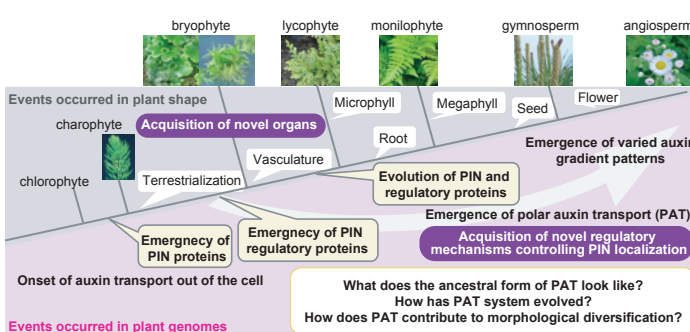 bryophyte
lycophyte
monilophyte
gymnosperm
angiosperm
Events occurred in plant shape
charophyte
chlorophyte
Acquisition of novel organs
Terrestrialization
Vasculature
Microphyll
Root
Megaphyll
Seed
Flower
Emergence of varied auxin
gradient patterns
Evolution of PIN and
regulatory proteins
Emergnecy of
PIN proteins
Emergnecy of PIN
regulatory proteins
Emergence of polar auxin transport (PAT)
Acquisition of novel regulatory
mechanisms controlling PIN localization
Onset of auxin transport out of the cell
What does the ancestral form of PAT look like?
How has PAT system evolved?
How does PAT contribute to morphological diversification?
Events occurred in plant genomes